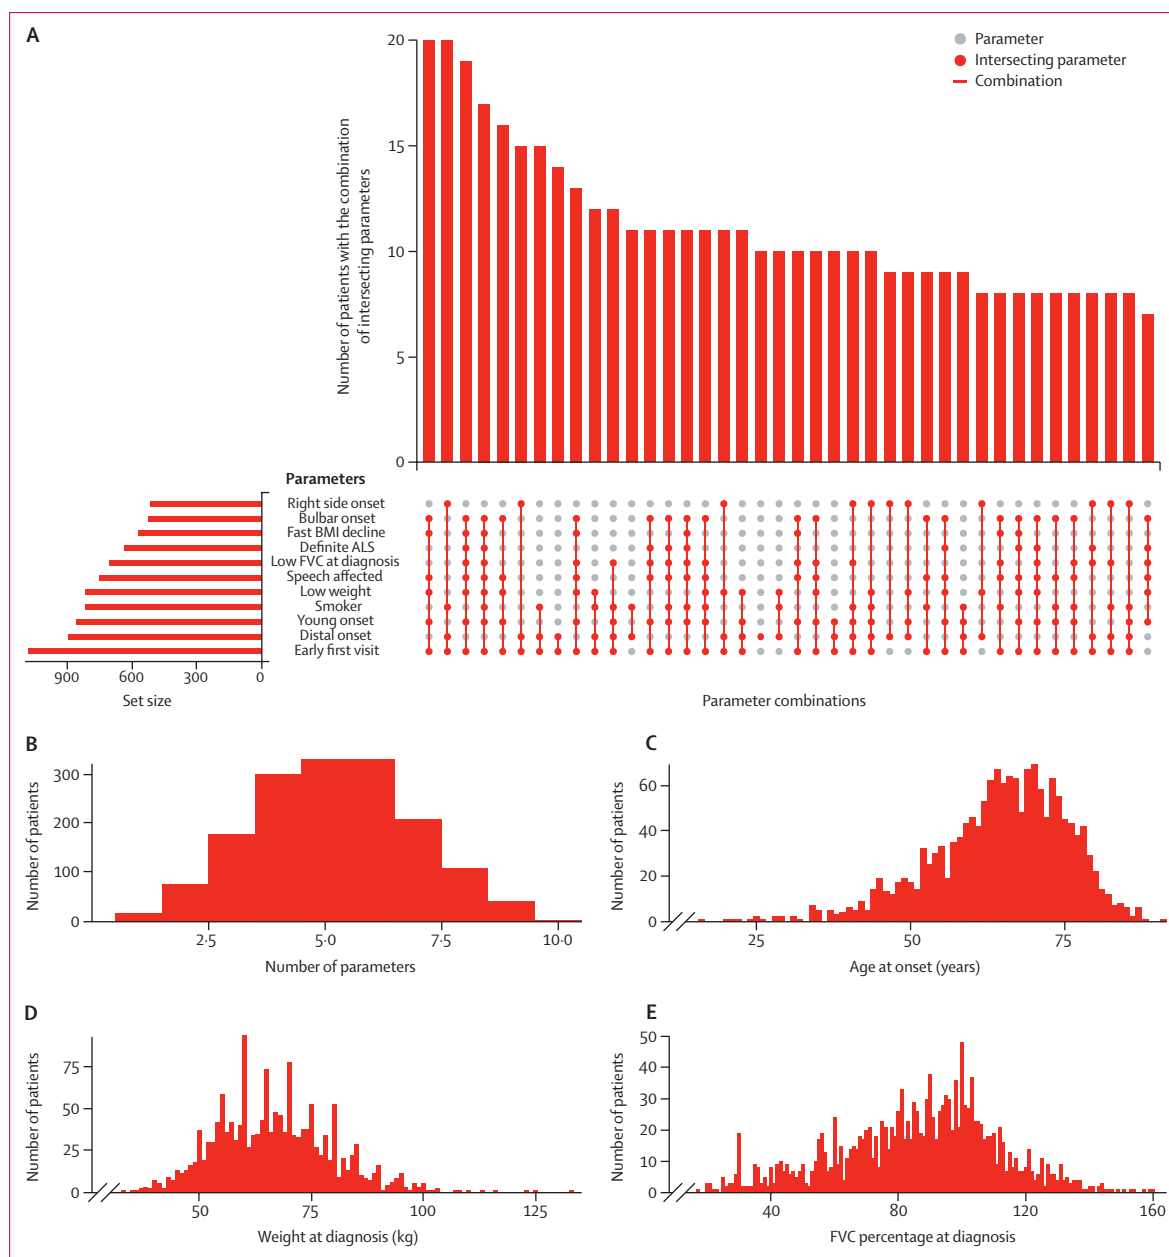 A
Parameter
Intersecting parameter
Combination
Number of patients with the combination
of intersecting parameters
20
15
10
5
0
Parameters
Right side onset
Bulbar onset
Fast BMI decline
Definite ALS
Low FVC at diagnosis
Speech affected
Low weight
Smoker
Young onset
Distal onset
Early first visit
900
600
300
0
Set size
Parameter combinations
B
Number of patients
300
200
100
0
2·5
5·0
7·5
10·0
Number of parameters
C
Number of patients
60
40
20
0
25
50
75
Age at onset (years)
D
Number of patients
75
50
25
0
50
75
100
125
Weight at diagnosis (kg)
E
Number of patients
50
40
30
20
10
0
40
80
120
160
FVC percentage at diagnosis